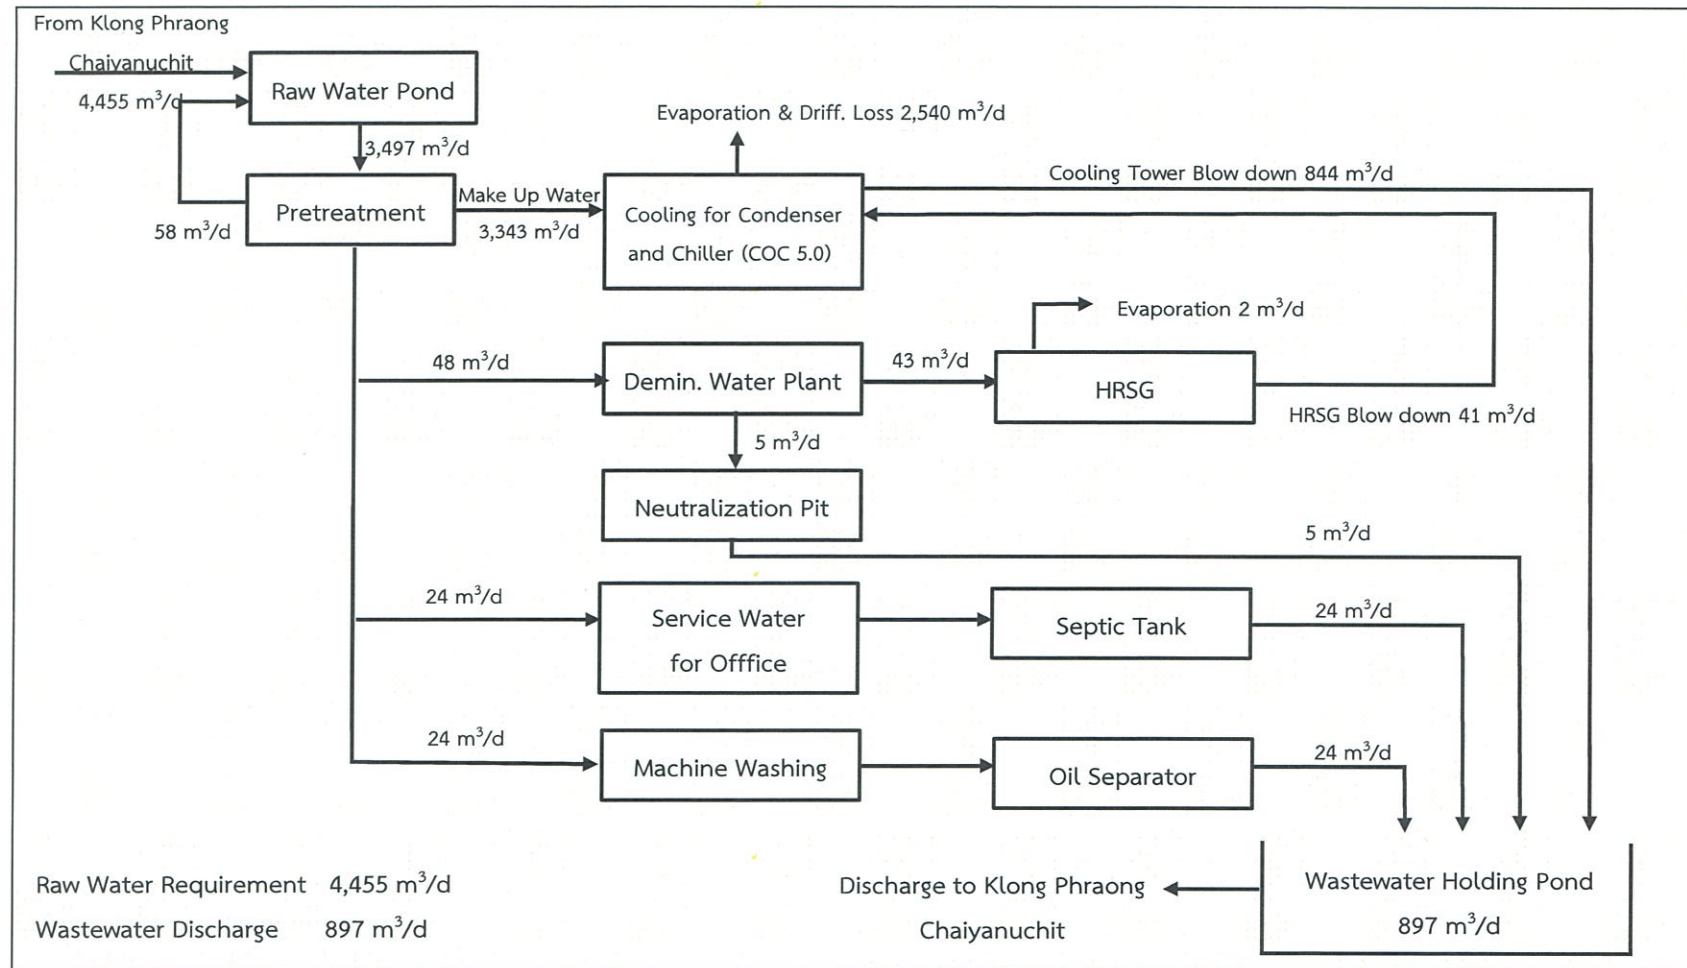 From Klong Phraong
Chaiyanuchit
4,455 m³/d
Raw Water Pond
3,497 m³/d
Evaporation & Driff. Loss 2,540 m³/d
Cooling Tower Blow down 844 m³/d
Pretreatment
58 m³/d
Make Up Water
3,343 m³/d
Cooling for Condenser
and Chiller (COC 5.0)
Evaporation 2 m³/d
48 m³/d
Demin. Water Plant
43 m³/d
HRSG
HRSG Blow down 41 m³/d
5 m³/d
Neutralization Pit
5 m³/d
24 m³/d
Service Water
for Offfice
Septic Tank
24 m³/d
24 m³/d
Machine Washing
Oil Separator
24 m³/d
Raw Water Requirement 4,455 m³/d
Wastewater Discharge 897 m³/d
Discharge to Klong Phraong
Chaiyanuchit
Wastewater Holding Pond
897 m³/d